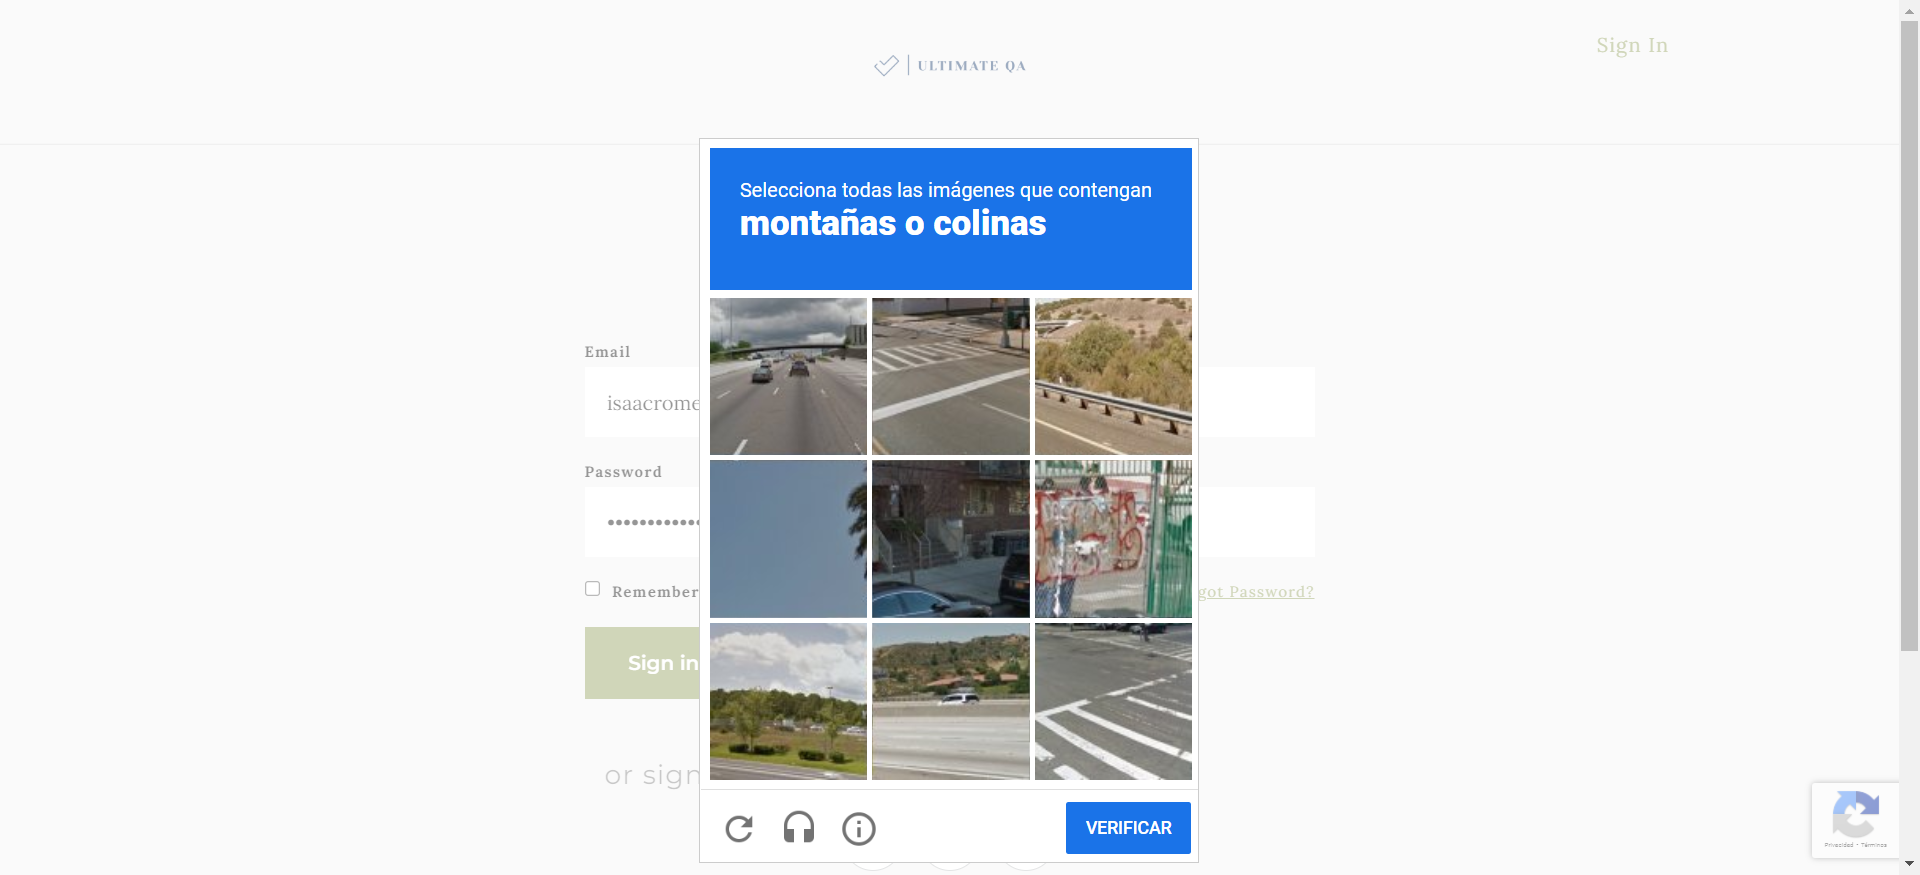 Sign In
ULTIMATE QA
Selecciona todas las imágenes que contengan
montañas o colinas
Email
isaacrome
Password
Remember
got Password?
Sign in
or sign
VERIFICAR
Privacidad - Términos